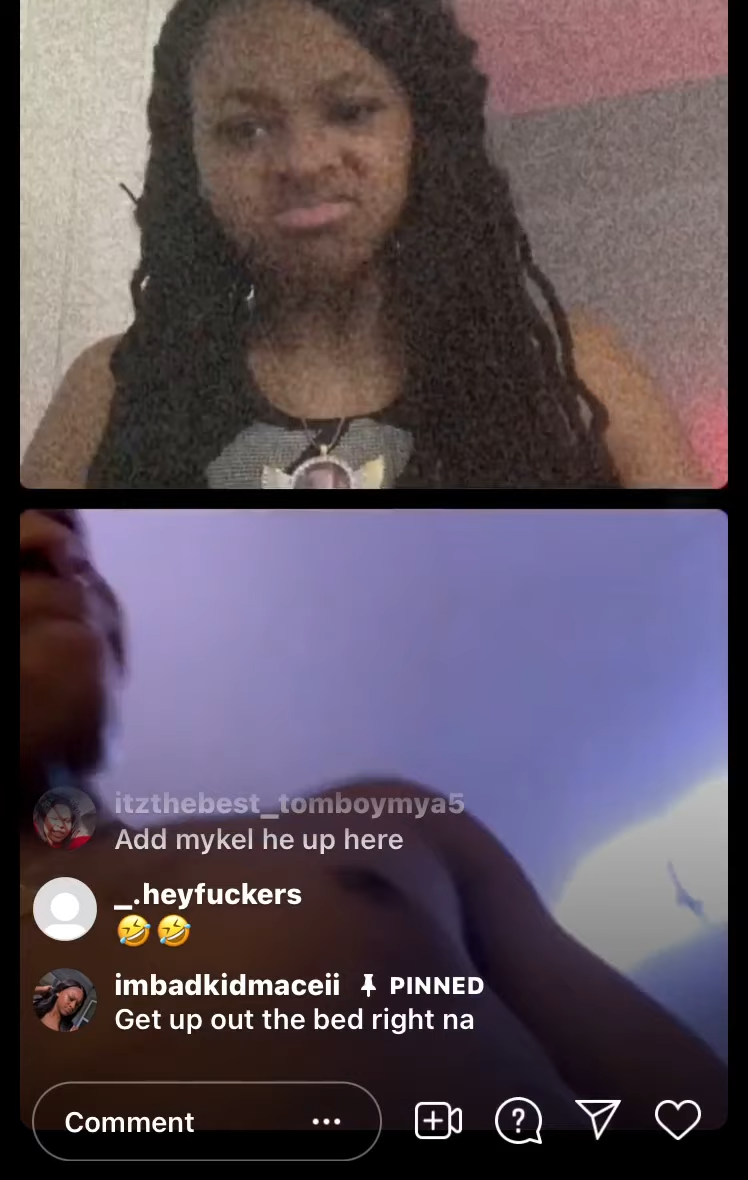 itzthebest_tomboymya5
Add mykel he up here
_.heyfuckers
🤣🤣
imbadkidmaceii PINNED
Get up out the bed right na
Comment